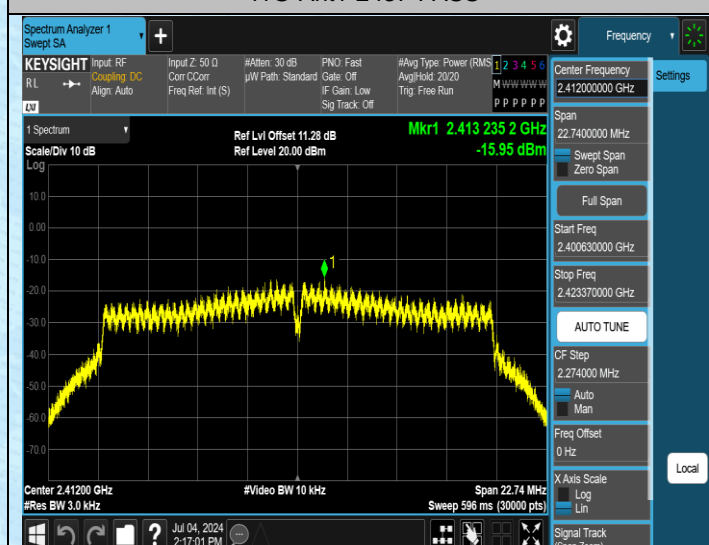 Spectrum Analyzer 1
Swept SA
+
Frequency
KEYSIGHT
RL
LXI
Input: RF
Coupling: DC
Align: Auto
Input Z: 50 Ω
Corr CCorr
Freq Ref: Int (S)
#Atten: 30 dB
µW Path: Standard
PNO: Fast
Gate: Off
IF Gain: Low
Sig Track: Off
#Avg Type: Power (RMS
Avg|Hold: 20/20
Trig: Free Run
1 2 3 4 5 6
M W W W W W
P P P P P P
1 Spectrum
Scale/Div 10 dB
Log
Ref Lvl Offset 11.28 dB
Ref Level 20.00 dBm
Mkr1 2.413 235 2 GHz
-15.95 dBm
10.0
0.00
-10.0
-20.0
-30.0
-40.0
-50.0
-60.0
-70.0
1
Center 2.41200 GHz
#Res BW 3.0 kHz
#Video BW 10 kHz
Span 22.74 MHz
Sweep 596 ms (30000 pts)
Center Frequency
2.412000000 GHz
Span
22.7400000 MHz
Swept Span
Zero Span
Full Span
Start Freq
2.400630000 GHz
Stop Freq
2.423370000 GHz
AUTO TUNE
CF Step
2.274000 MHz
Auto
Man
Freq Offset
0 Hz
X Axis Scale
Log
Lin
Signal Track
Settings
Local
?
Jul 04, 2024
2:17:01 PM